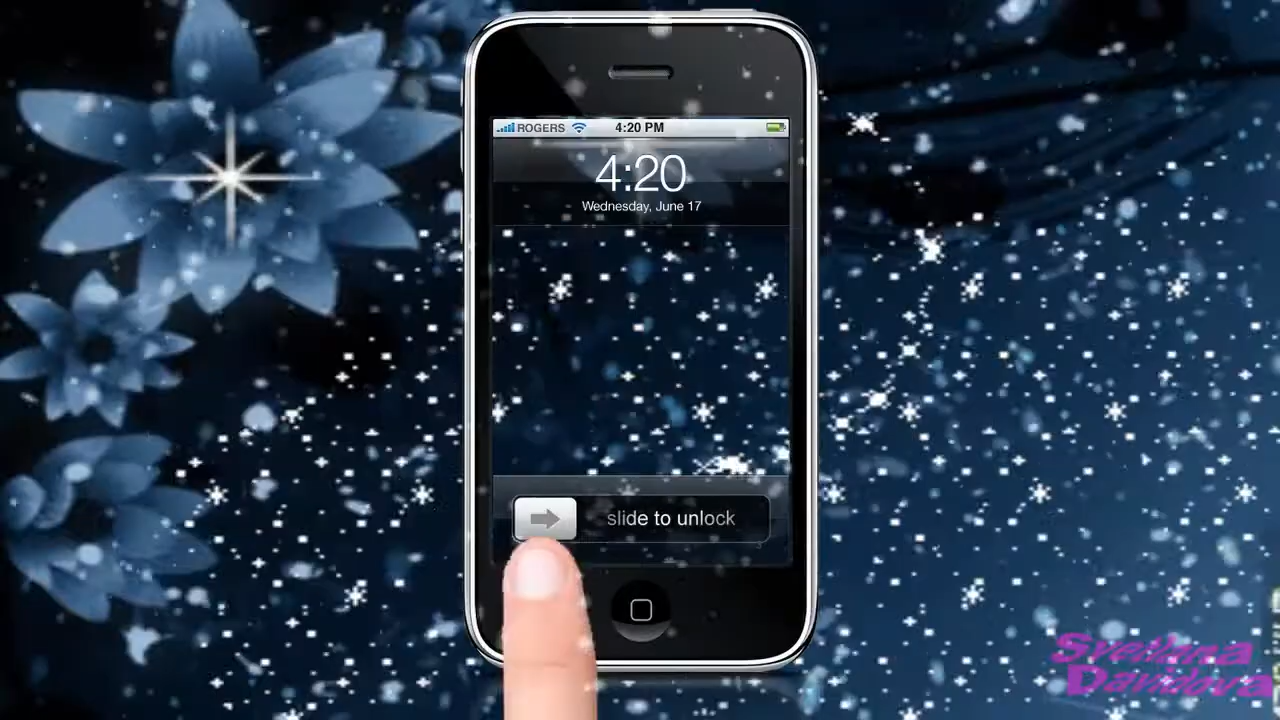 ROGERS 4:20 PM
4:20
Wednesday, June 17
slide to unlock
Svetlana
Davidova